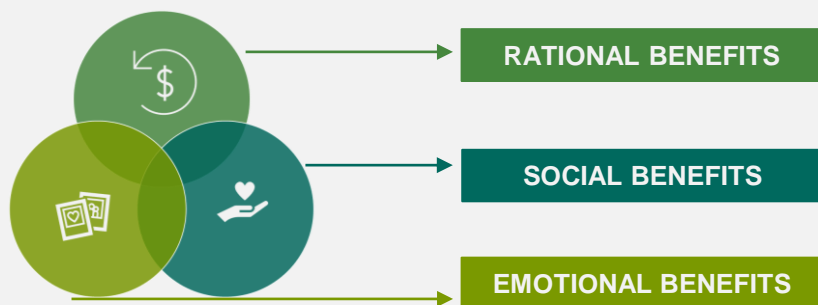 $
RATIONAL BENEFITS
SOCIAL BENEFITS
EMOTIONAL BENEFITS